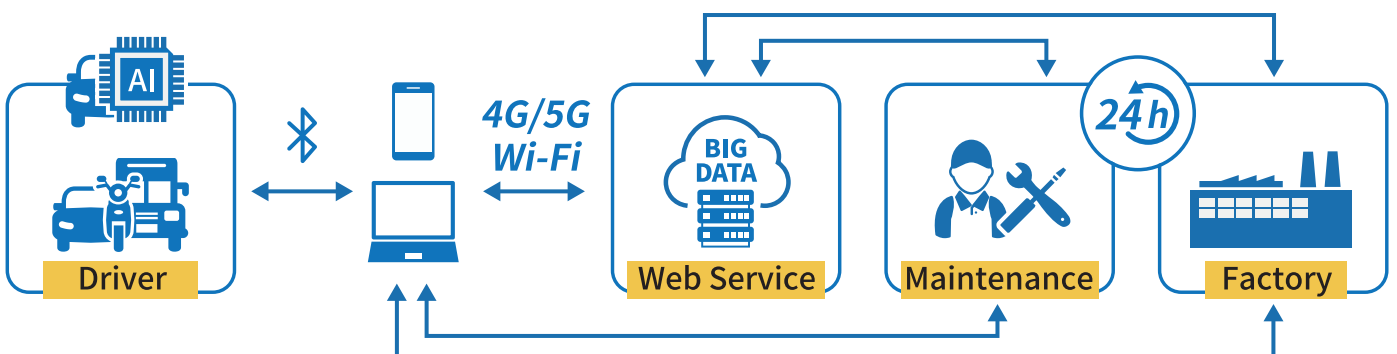 AI
Driver
4G/5G
Wi-Fi
BIG
DATA
Web Service
24h
Maintenance
Factory